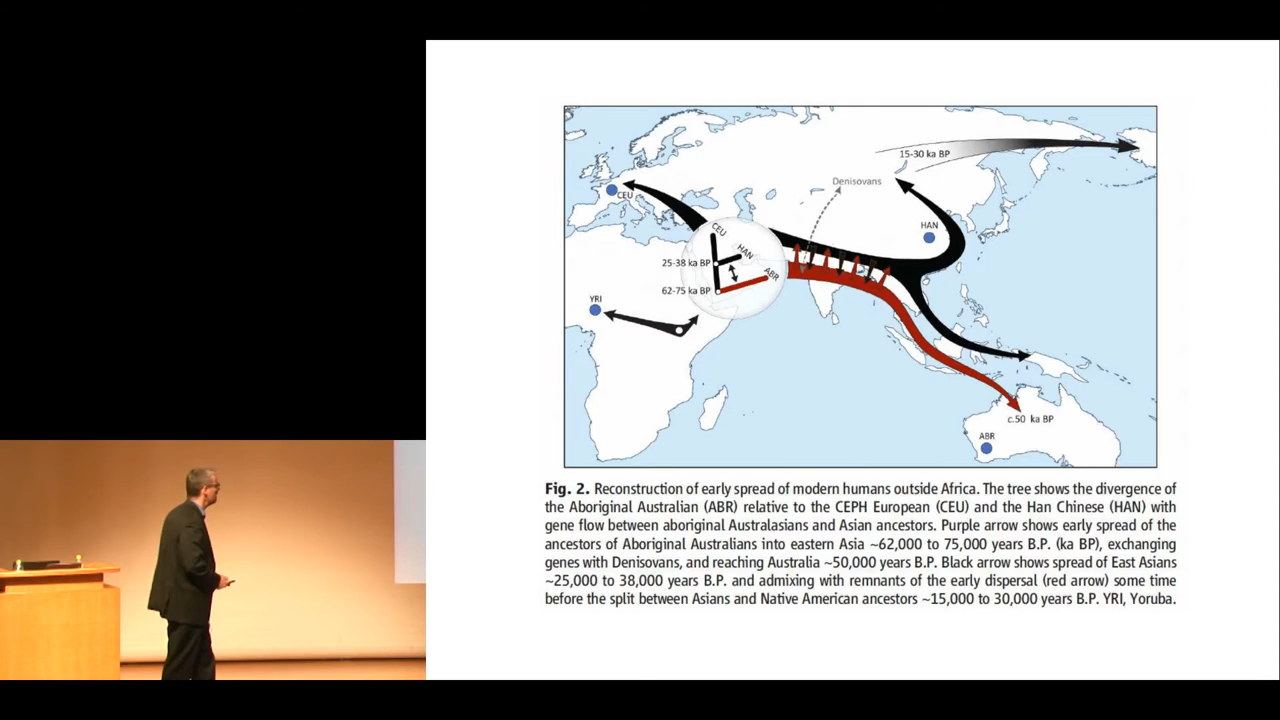 15-30 ka BP
Denisovans
CEU
HAN
CEU
HAN
25-38 ka BP
ABR
62-75 ka BP
YRI
c.50 ka BP
ABR
Fig. 2. Reconstruction of early spread of modern humans outside Africa. The tree shows the divergence of
the Aboriginal Australian (ABR) relative to the CEPH European (CEU) and the Han Chinese (HAN) with
gene flow between aboriginal Australasians and Asian ancestors. Purple arrow shows early spread of the
ancestors of Aboriginal Australians into eastern Asia ~62,000 to 75,000 years B.P. (ka BP), exchanging
genes with Denisovans, and reaching Australia ~50,000 years B.P. Black arrow shows spread of East Asians
~25,000 to 38,000 years B.P. and admixing with remnants of the early dispersal (red arrow) some time
before the split between Asians and Native American ancestors ~15,000 to 30,000 years B.P. YRI, Yoruba.